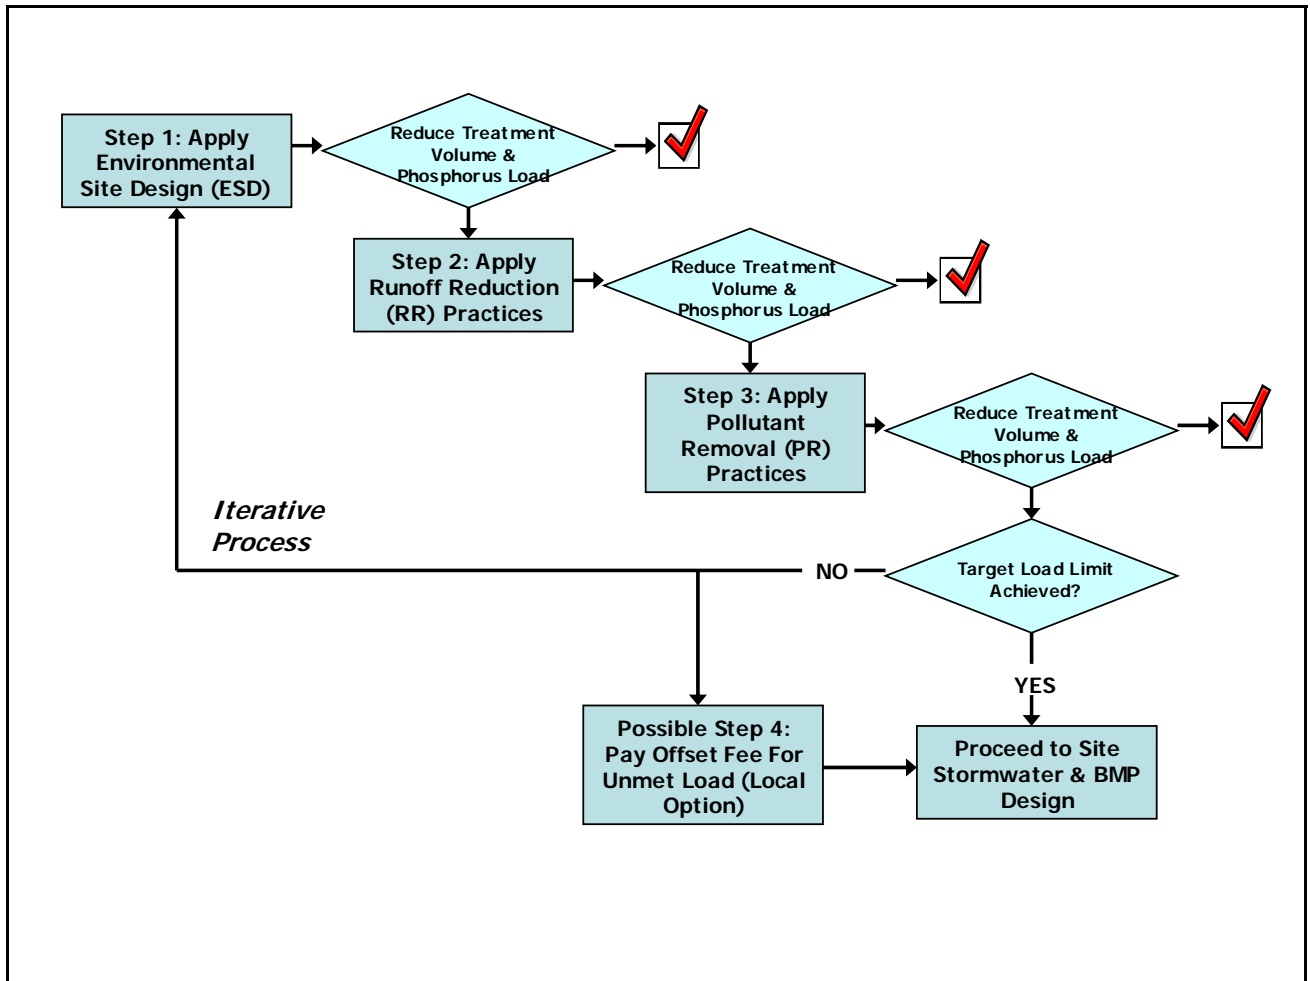 Step 1: Apply
Environmental
Site Design (ESD)
Reduce Treatment
Volume &
Phosphorus Load
Step 2: Apply
Runoff Reduction
(RR) Practices
Reduce Treatment
Volume &
Phosphorus Load
Step 3: Apply
Pollutant
Removal (PR)
Practices
Reduce Treatment
Volume &
Phosphorus Load
Iterative
Process
NO
Target Load Limit
Achieved?
YES
Possible Step 4:
Pay Offset Fee For
Unmet Load (Local
Option)
Proceed to Site
Stormwater & BMP
Design